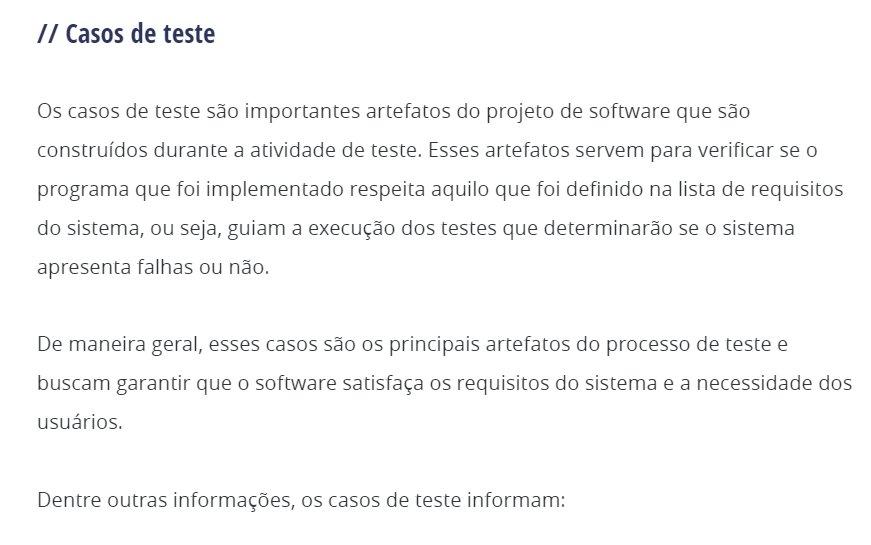 // Casos de teste
Os casos de teste são importantes artefatos do projeto de software que são
construídos durante a atividade de teste. Esses artefatos servem para verificar se o
programa que foi implementado respeita aquilo que foi definido na lista de requisitos
do sistema, ou seja, guiam a execução dos testes que determinarão se o sistema
apresenta falhas ou não.
De maneira geral, esses casos são os principais artefatos do processo de teste e
buscam garantir que o software satisfaça os requisitos do sistema e a necessidade dos
usuários.
Dentre outras informações, os casos de teste informam: